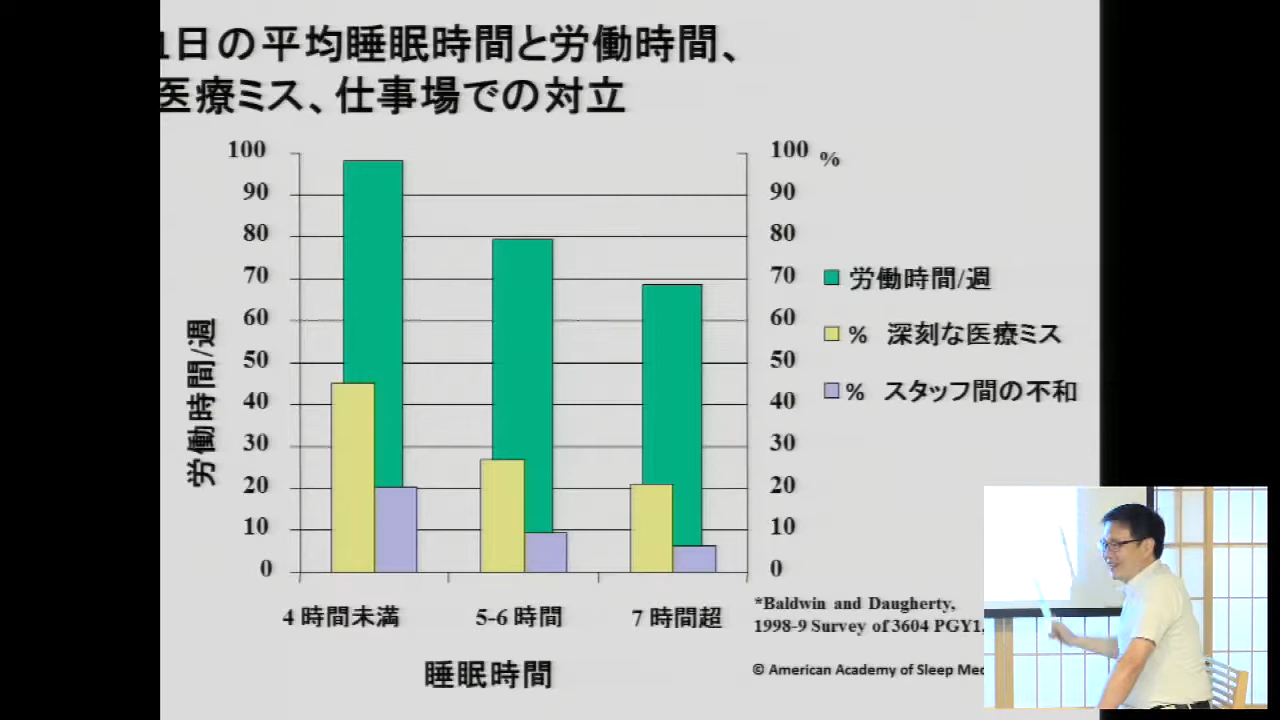 1日の平均睡眠時間と労働時間、
医療ミス、仕事場での対立
100
90
80
70
60
50
40
30
20
10
0
労働時間/週
100 %
90
80
70
60
50
40
30
20
10
0
労働時間/週
% 深刻な医療ミス
% スタッフ間の不和
4時間未満
5-6時間
7時間超
睡眠時間
*Baldwin and Daugherty,
1998-9 Survey of 3604 PGY1,
© American Academy of Sleep Med